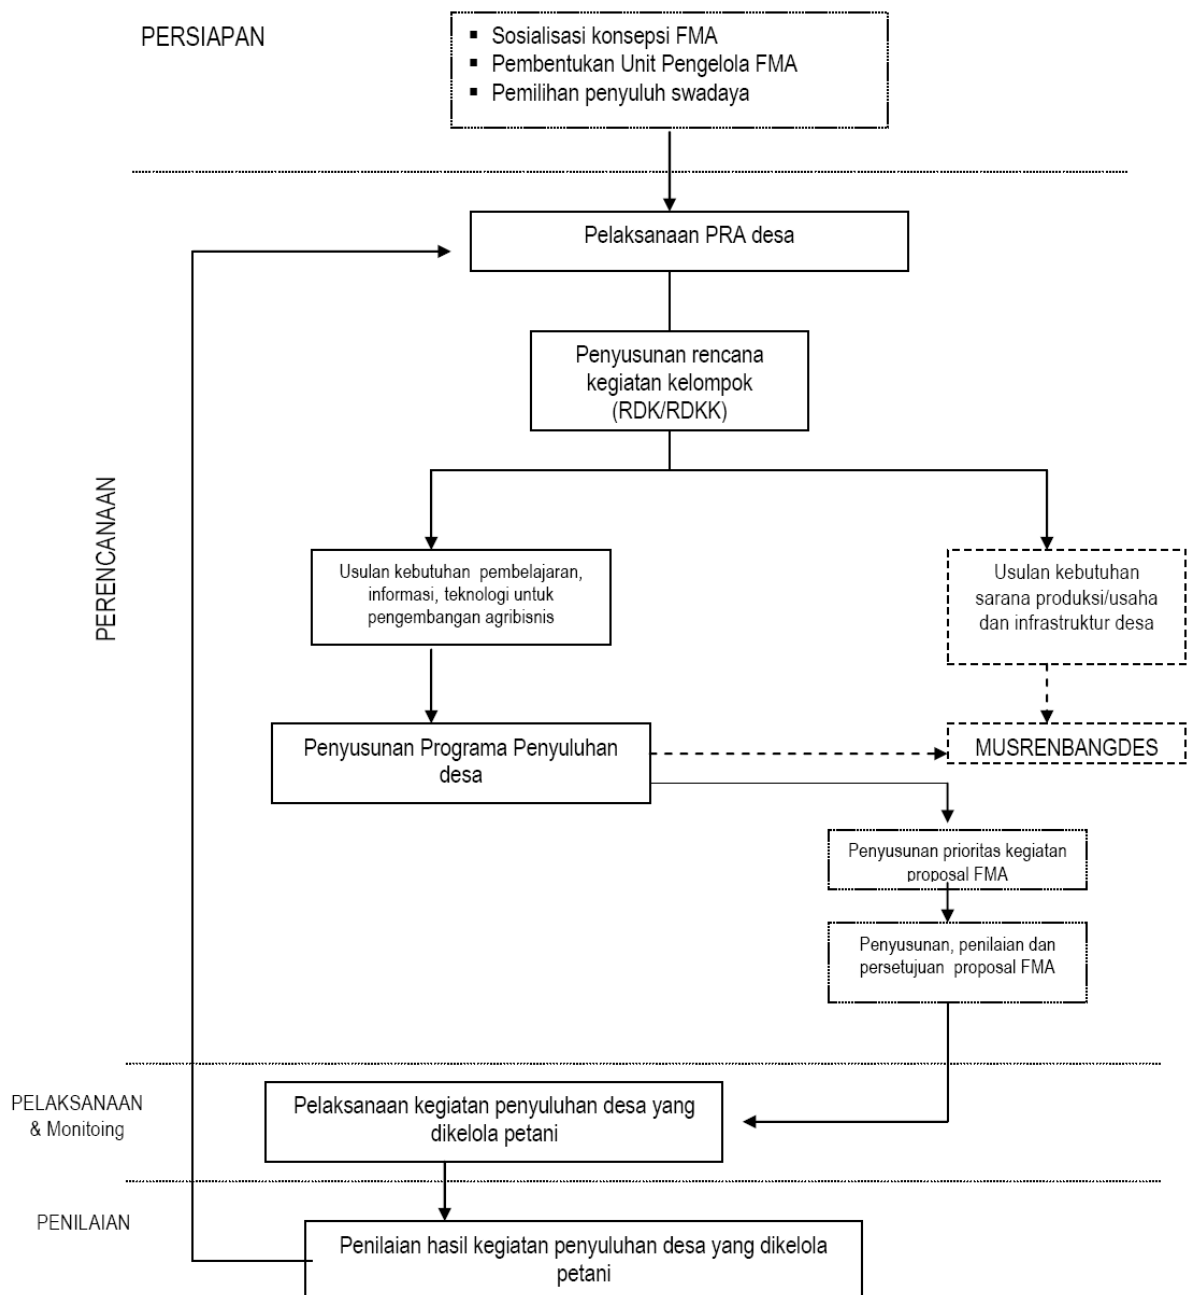 PERSIAPAN
▪ Sosialisasi konsepsi FMA
▪ Pembentukan Unit Pengelola FMA
▪ Pemilihan penyuluh swadaya
Pelaksanaan PRA desa
Penyusunan rencana
kegiatan kelompok
(RDK/RDKK)
PERENCANAAN
Usulan kebutuhan pembelajaran,
informasi, teknologi untuk
pengembangan agribisnis
Usulan kebutuhan
sarana produksi/usaha
dan infrastruktur desa
Penyusunan Programa Penyuluhan
desa
MUSRENBANGDES
Penyusunan prioritas kegiatan
proposal FMA
Penyusunan, penilaian dan
persetujuan proposal FMA
PELAKSANAAN
& Monitoing
Pelaksanaan kegiatan penyuluhan desa yang
dikelola petani
PENILAIAN
Penilaian hasil kegiatan penyuluhan desa yang dikelola
petani